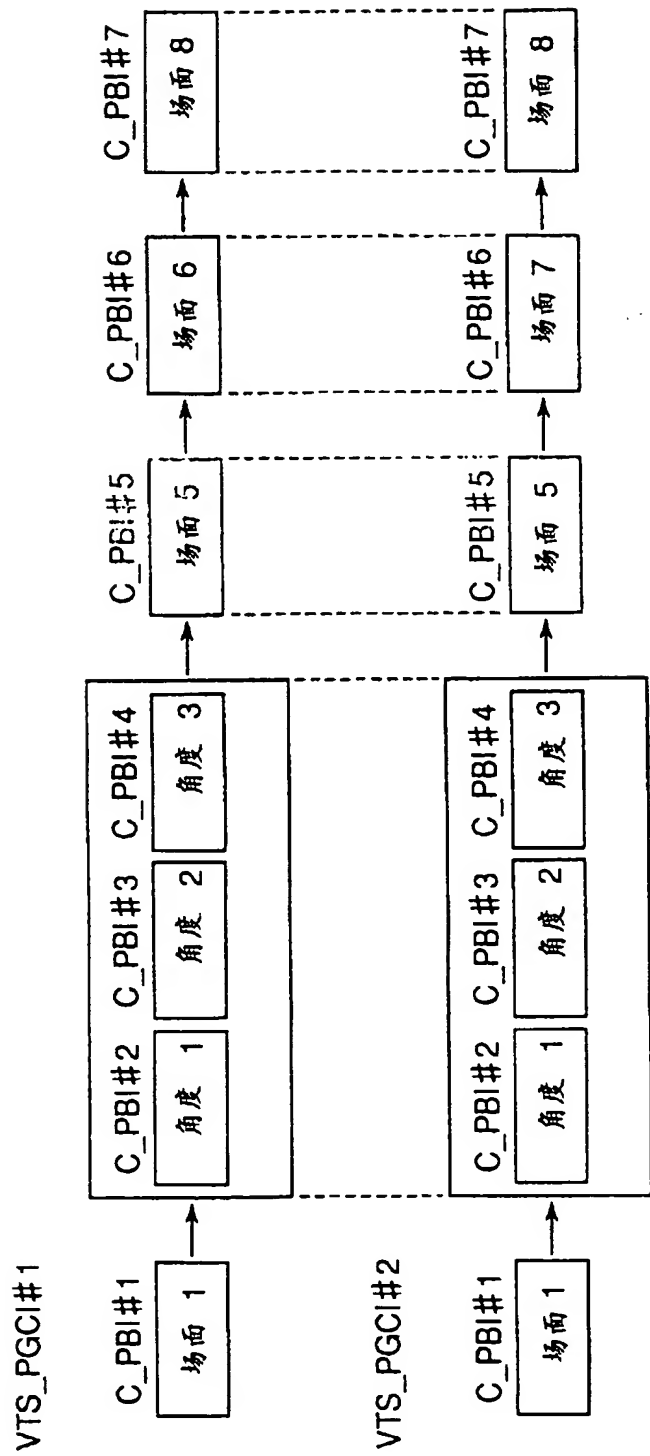 VTS_PGCI#1
C_PBI#1
场面 1
C_PBI#2
角度 1
C_PBI#3
角度 2
C_PBI#4
角度 3
C_PBI#5
场面 5
C_PBI#6
场面 6
C_PBI#7
场面 8
VTS_PGCI#2
C_PBI#1
场面 1
C_PBI#2
角度 1
C_PBI#3
角度 2
C_PBI#4
角度 3
C_PBI#5
场面 5
C_PBI#6
场面 7
C_PBI#7
场面 8